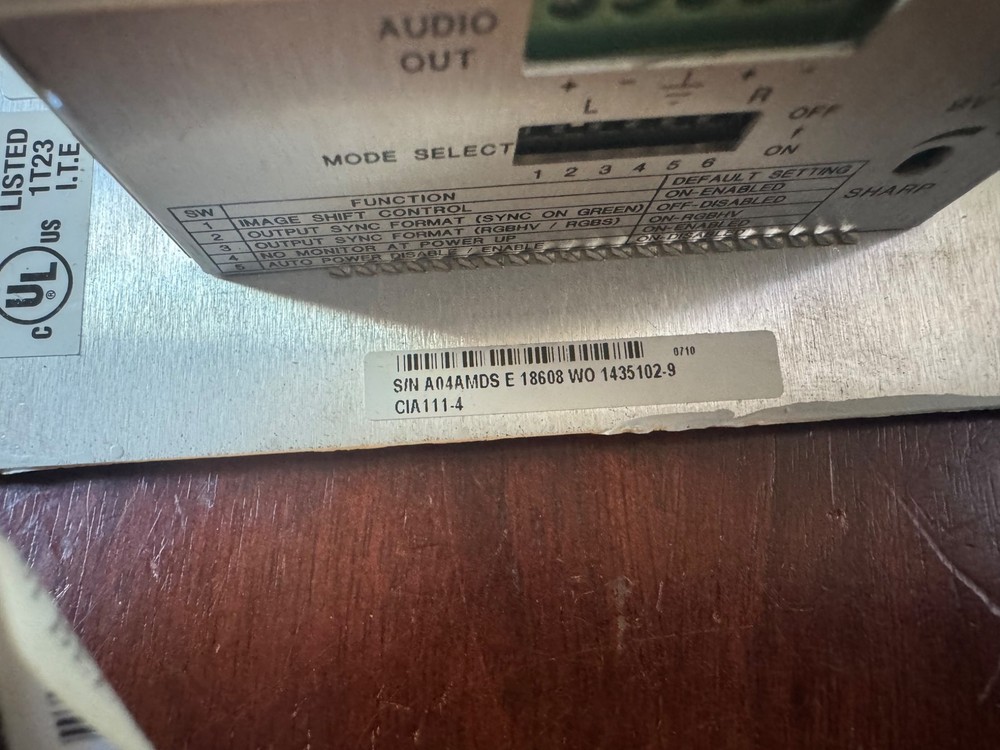 AUDIO
OUT
+ - + -
L R
OFF
ON
MODE SELECT
1 2 3 4 5 6
SHARP
SW FUNCTION DEFAULT SETTING
1 IMAGE SHIFT CONTROL ON-ENABLED
2 OUTPUT SYNC FORMAT (SYNC ON GREEN) OFF-DISABLED
3 OUTPUT SYNC FORMAT (RGBHV / RGBS) ON-RGBHV
4 NO MONITOR AT POWER UP ON-ENABLED
5 AUTO POWER DISABLE / ENABLE
LISTED
1T23
I.T.E
C UL ® US
0710
S/N A04AMDS E 18608 WO 1435102-9
CIA111-4